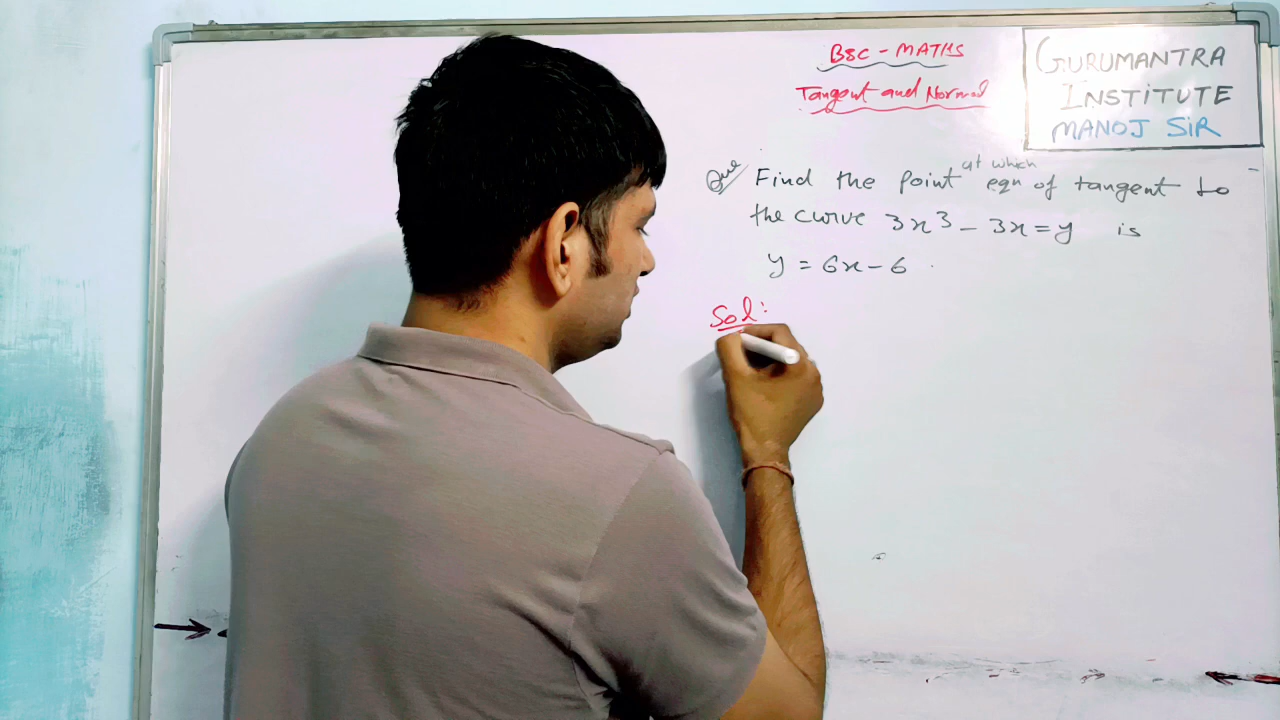 BSC - MATHS
Tangent and Normal
GURUMANTRA
INSTITUTE
MANOJ SIR
Que Find the point at which eqn of tangent to
the curve 3x³ - 3x = y is
y = 6x - 6
Sol: